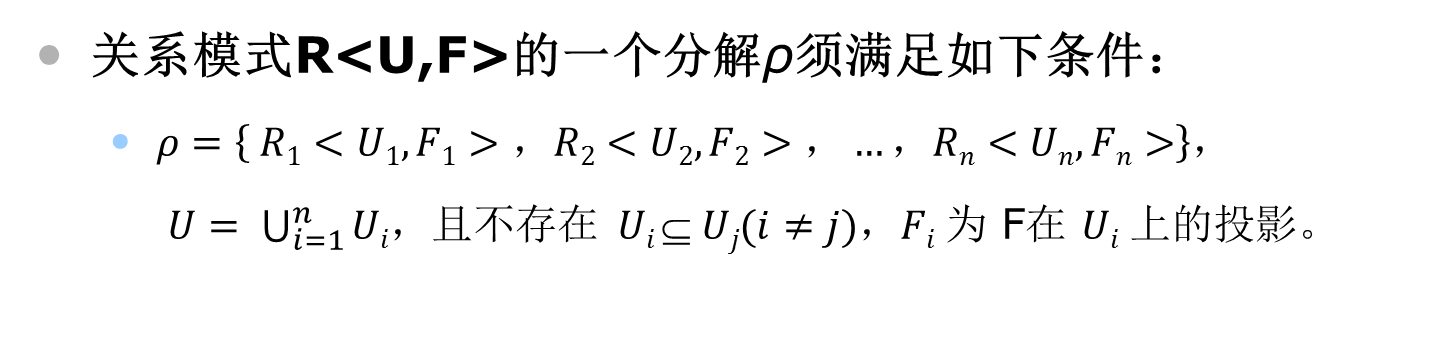 关系模式R<U,F>的一个分解ρ须满足如下条件：
ρ = { R₁ < U₁,F₁ > ，R₂ < U₂,F₂ > ， … ，Rₙ < Uₙ,Fₙ >}，
U = ⋃ⁿᵢ₌₁ Uᵢ，且不存在 Uᵢ⊆ Uⱼ(i ≠ j)，Fᵢ 为 F在 Uᵢ 上的投影。